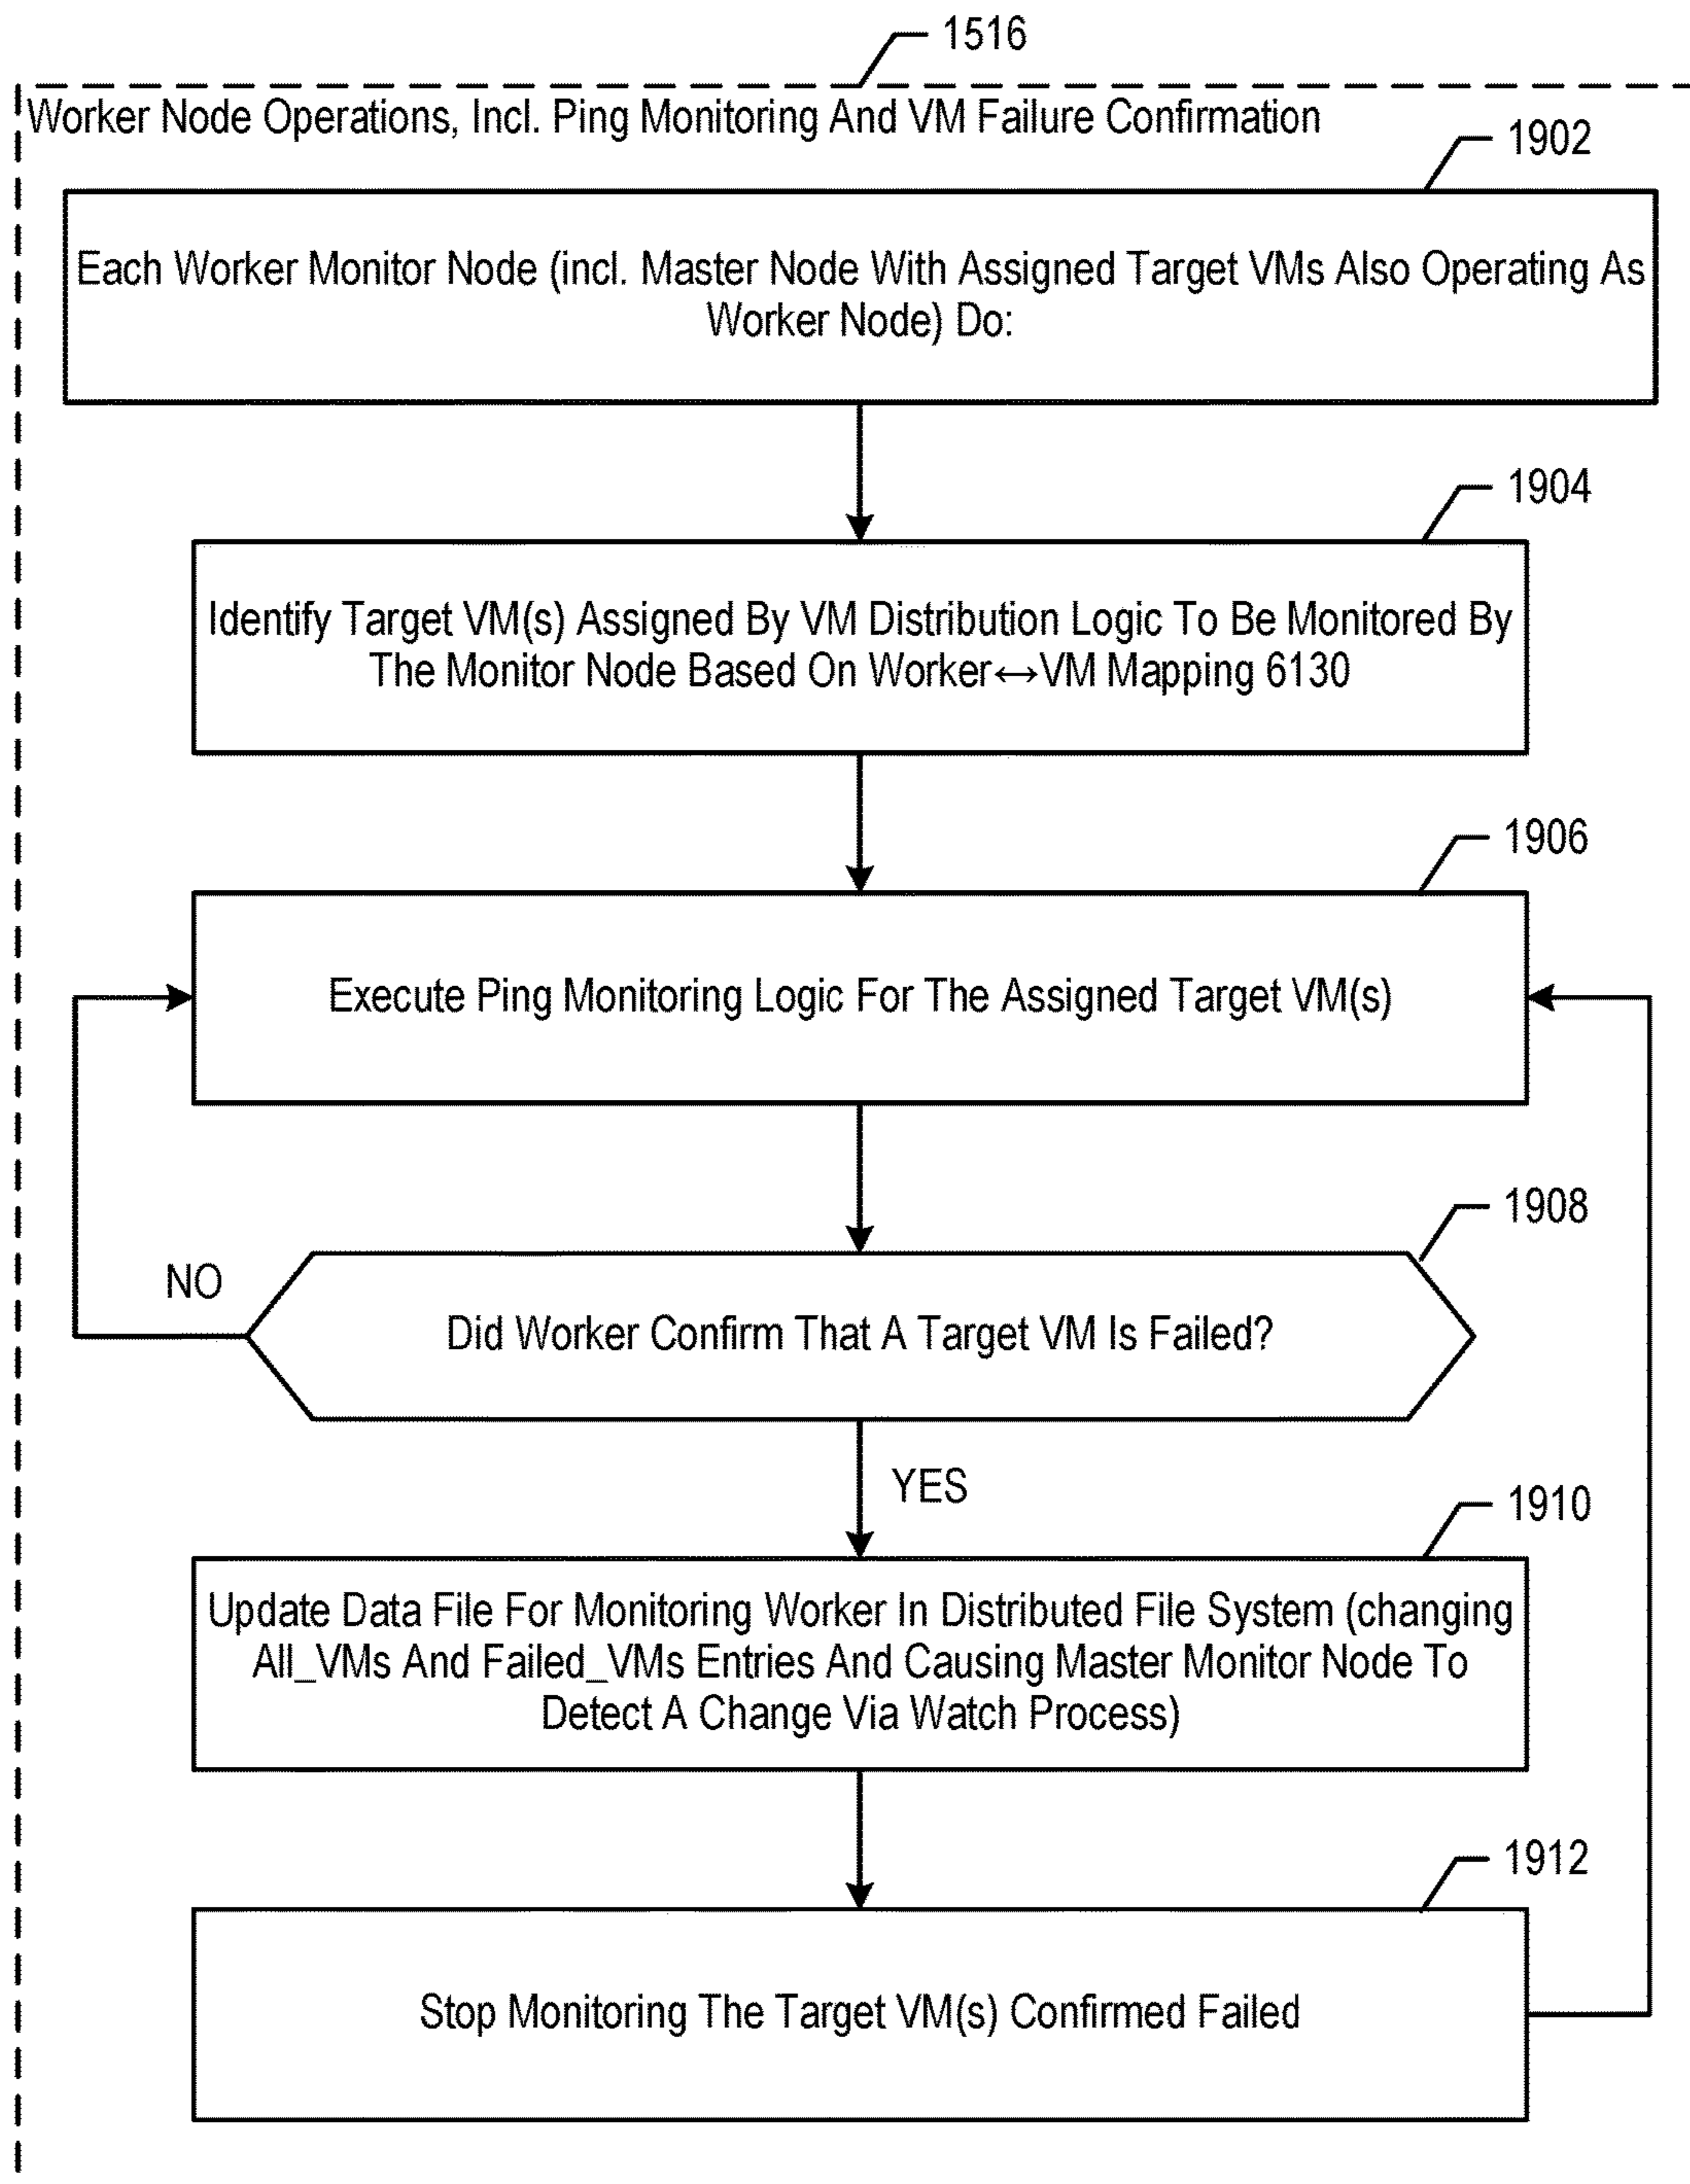 1516
Worker Node Operations, Incl. Ping Monitoring And VM Failure Confirmation
1902
Each Worker Monitor Node (incl. Master Node With Assigned Target VMs Also Operating As
Worker Node) Do:
1904
Identify Target VM(s) Assigned By VM Distribution Logic To Be Monitored By
The Monitor Node Based On Worker↔VM Mapping 6130
1906
Execute Ping Monitoring Logic For The Assigned Target VM(s)
1908
NO
Did Worker Confirm That A Target VM Is Failed?
YES
1910
Update Data File For Monitoring Worker In Distributed File System (changing
All_VMs And Failed_VMs Entries And Causing Master Monitor Node To
Detect A Change Via Watch Process)
1912
Stop Monitoring The Target VM(s) Confirmed Failed